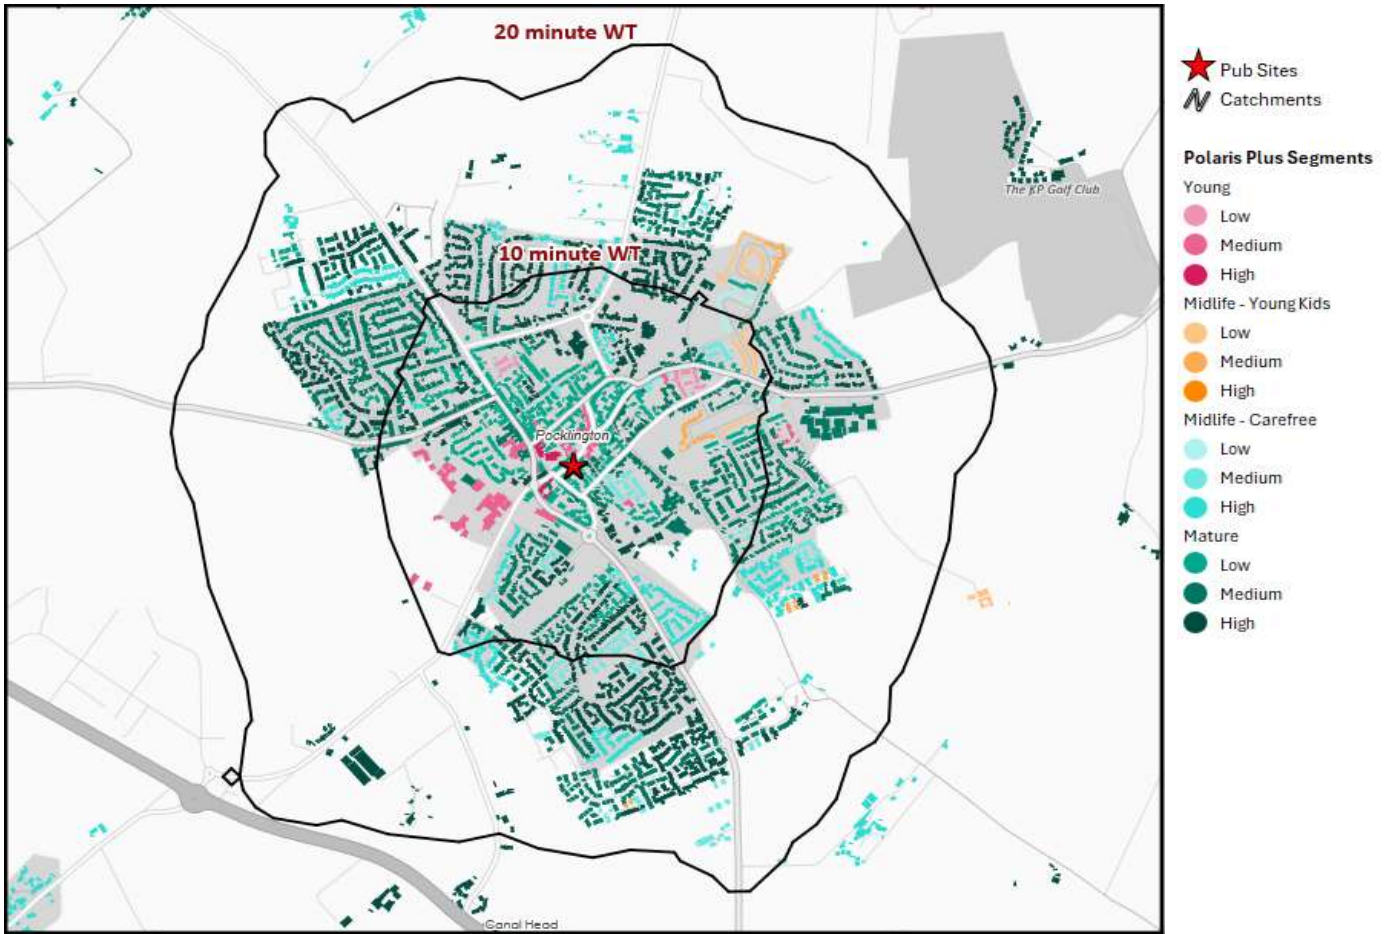 20 minute WT
10 minute WT
The KP Golf Club
Pocklington
Canal Head
Pub Sites
Catchments
Polaris Plus Segments
Young
Low
Medium
High
Midlife - Young Kids
Low
Medium
High
Midlife - Carefree
Low
Medium
High
Mature
Low
Medium
High